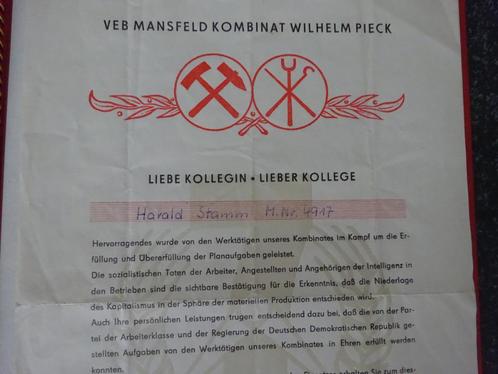 VEB MANSFELD KOMBINAT WILHELM PIECK
LIEBE KOLLEGIN • LIEBER KOLLEGE
Harald Stamm M. Nr. 4917
Hervorragendes wurde von den Werktätigen unseres Kombinates im Kampf um die Er-
füllung und Übererfüllung der Planaufgaben geleistet.
Die sozialistischen Taten der Arbeiter, Angestellten und Angehörigen der Intelligenz in
den Betrieben sind die sichtbare Bestätigung für die Erkenntnis, daß die Niederlage
des Kapitalismus in der Sphäre der materiellen Produktion entschieden wird.
Auch Ihre persönlichen Leistungen trugen entscheidend dazu bei, daß die von der Par-
tei der Arbeiterklasse und der Regierung der Deutschen Demokratischen Republik ge-
stellten Aufgaben von den Werktätigen unseres Kombinates in Ehren erfüllt werden
konnten.
erhalten Sie zum dies-